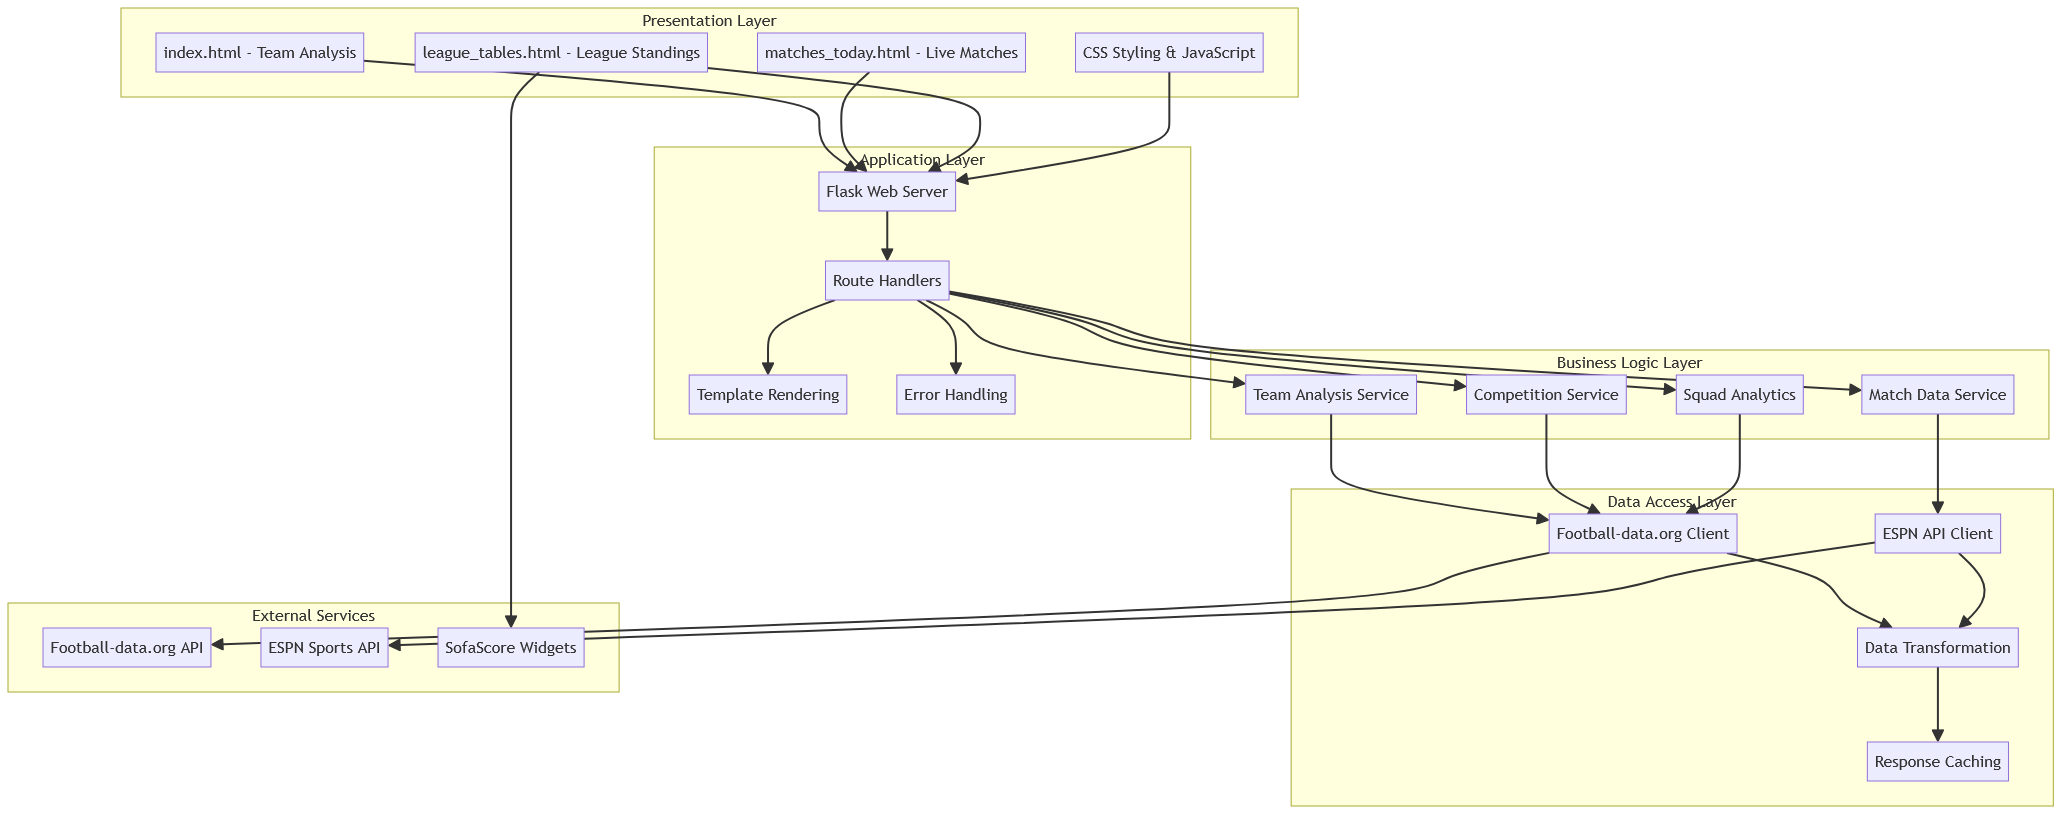 Presentation Layer
index.html - Team Analysis
league_tables.html - League Standings
matches_today.html - Live Matches
CSS Styling & JavaScript
Application Layer
Flask Web Server
Route Handlers
Template Rendering
Error Handling
Business Logic Layer
Team Analysis Service
Competition Service
Squad Analytics
Match Data Service
Data Access Layer
Football-data.org Client
ESPN API Client
External Services
Football-data.org API
ESPN Sports API
SofaScore Widgets
Data Transformation
Response Caching